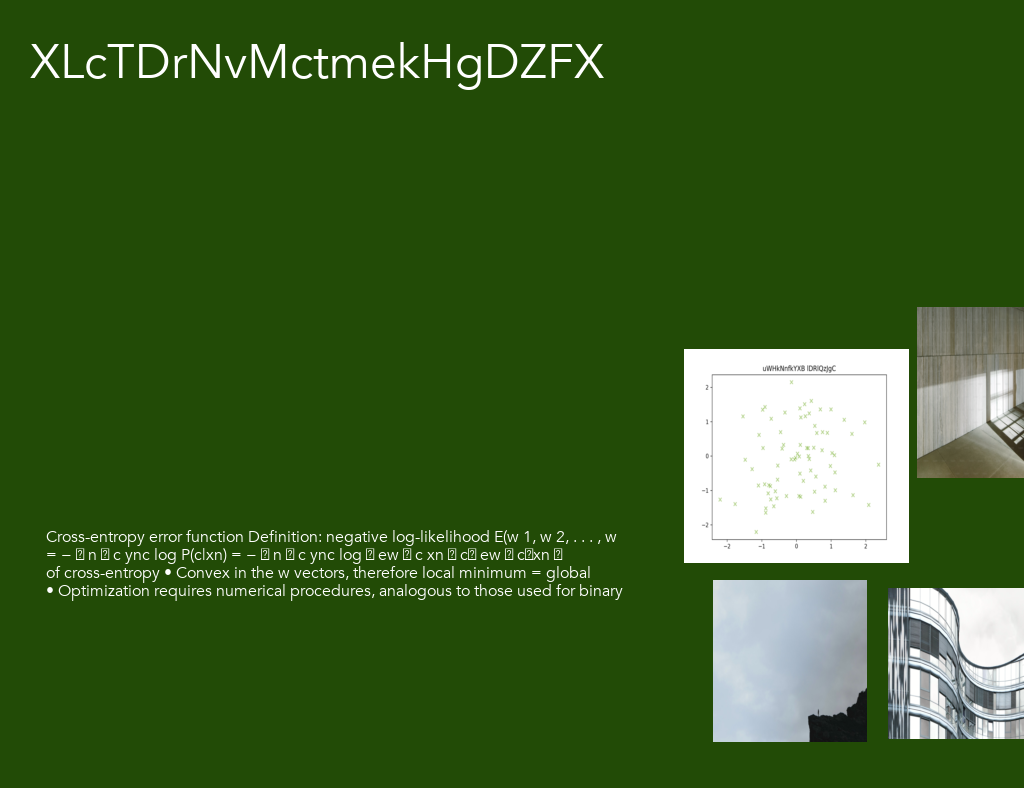 XLcTDrNvMctmekHgDZFX
uWHkNnfkYXB IDRlQzJgC
2
1
0
−1
−2
−2
−1
0
1
2
Cross-entropy error function Definition: negative log-likelihood E(w 1, w 2, . . . , w
= − n c ync log P(c|xn) = − n c ync log ew c xn c ew c xn
of cross-entropy • Convex in the w vectors, therefore local minimum = global
• Optimization requires numerical procedures, analogous to those used for binary